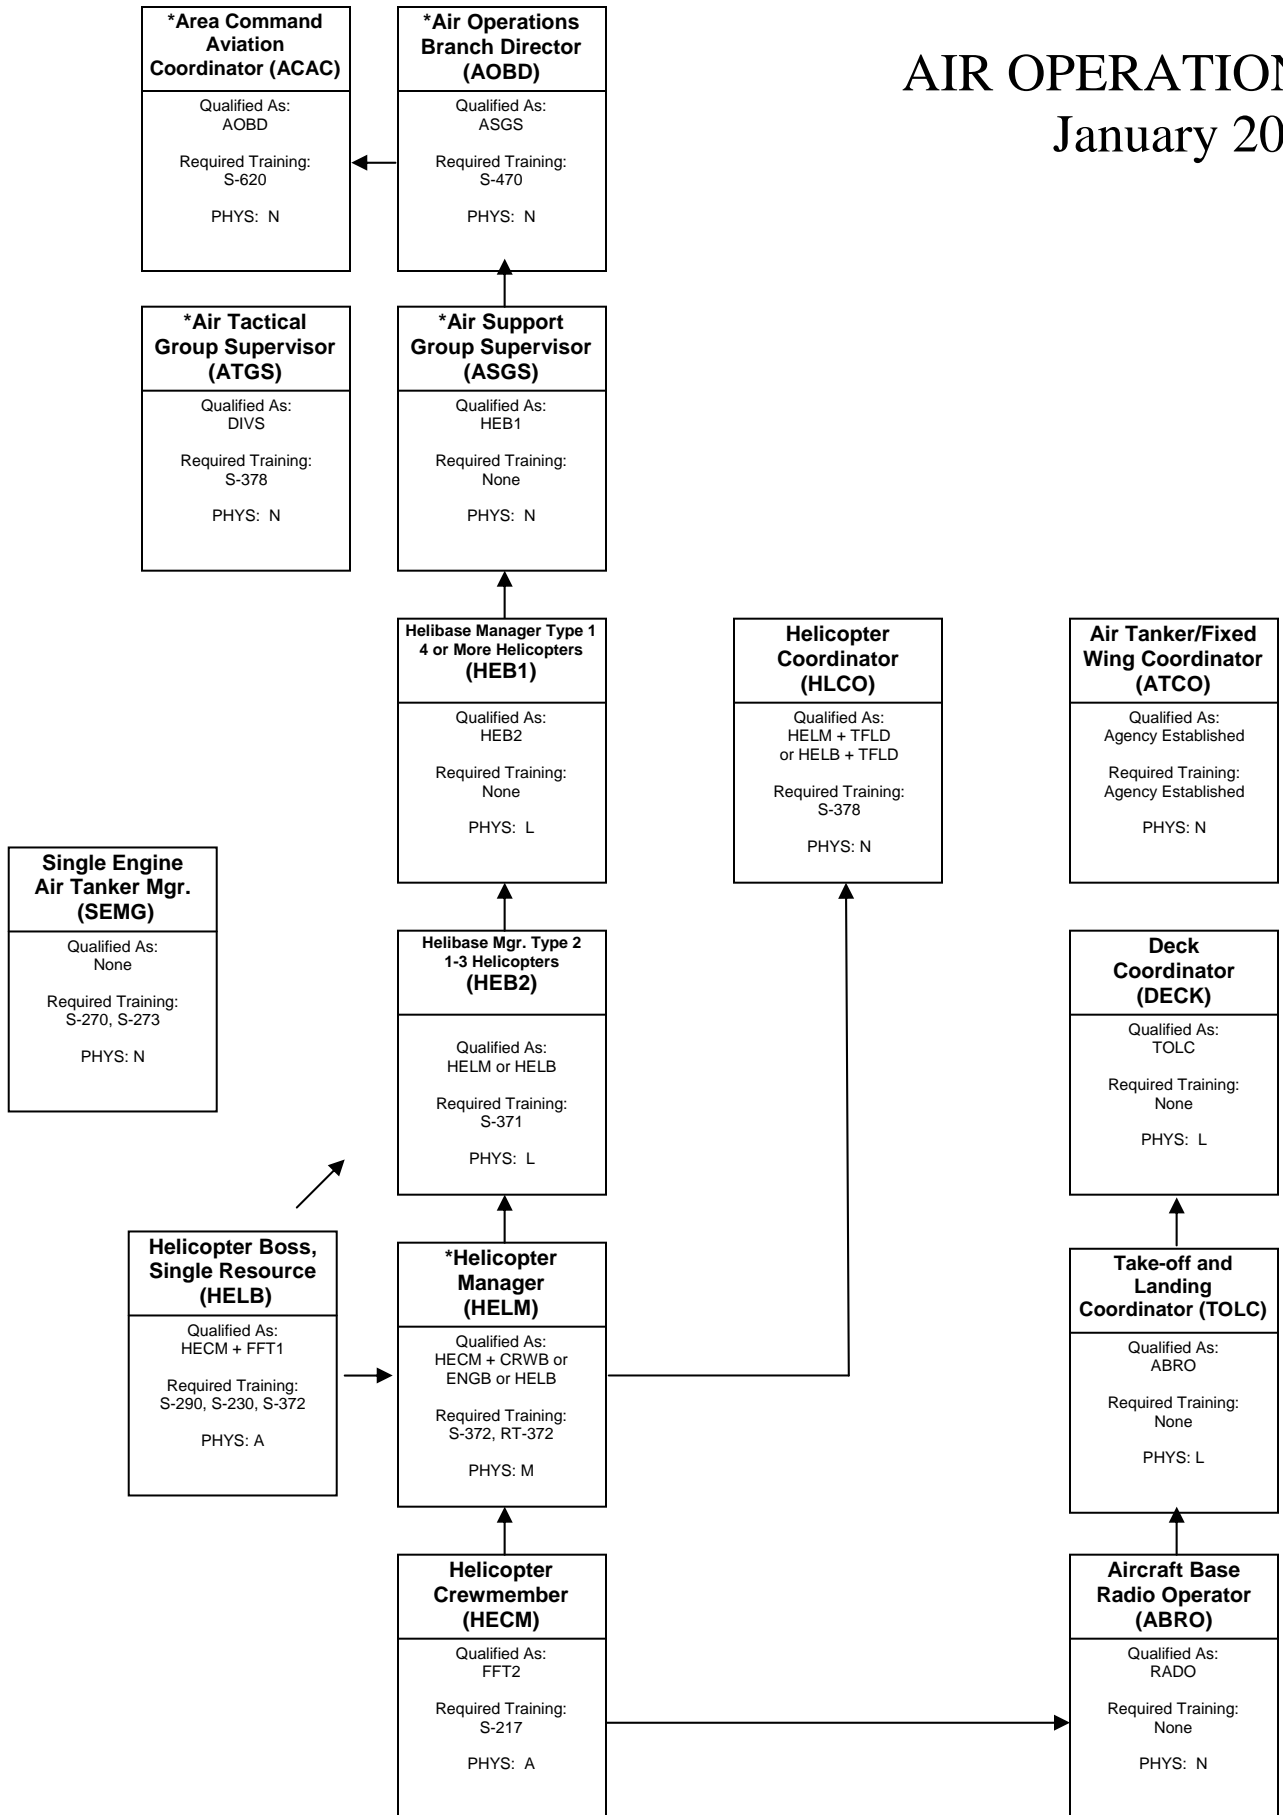 *Area Command
Aviation
Coordinator (ACAC)
Qualified As:
AOBD
Required Training:
S-620
PHYS: N
*Air Operations
Branch Director
(AOBD)
Qualified As:
ASGS
Required Training:
S-470
PHYS: N
AIR OPERATION
January 20
*Air Tactical
Group Supervisor
(ATGS)
Qualified As:
DIVS
Required Training:
S-378
PHYS: N
*Air Support
Group Supervisor
(ASGS)
Qualified As:
HEB1
Required Training:
None
PHYS: N
Helibase Manager Type 1
4 or More Helicopters
(HEB1)
Qualified As:
HEB2
Required Training:
None
PHYS: L
Helicopter
Coordinator
(HLCO)
Qualified As:
HELM + TFLD
or HELB + TFLD
Required Training:
S-378
PHYS: N
Air Tanker/Fixed
Wing Coordinator
(ATCO)
Qualified As:
Agency Established
Required Training:
Agency Established
PHYS: N
Single Engine
Air Tanker Mgr.
(SEMG)
Qualified As:
None
Required Training:
S-270, S-273
PHYS: N
Helibase Mgr. Type 2
1-3 Helicopters
(HEB2)
Qualified As:
HELM or HELB
Required Training:
S-371
PHYS: L
Deck
Coordinator
(DECK)
Qualified As:
TOLC
Required Training:
None
PHYS: L
Helicopter Boss,
Single Resource
(HELB)
Qualified As:
HECM + FFT1
Required Training:
S-290, S-230, S-372
PHYS: A
*Helicopter
Manager
(HELM)
Qualified As:
HECM + CRWB or
ENGB or HELB
Required Training:
S-372, RT-372
PHYS: M
Take-off and
Landing
Coordinator (TOLC)
Qualified As:
ABRO
Required Training:
None
PHYS: L
Helicopter
Crewmember
(HECM)
Qualified As:
FFT2
Required Training:
S-217
PHYS: A
Aircraft Base
Radio Operator
(ABRO)
Qualified As:
RADO
Required Training:
None
PHYS: N